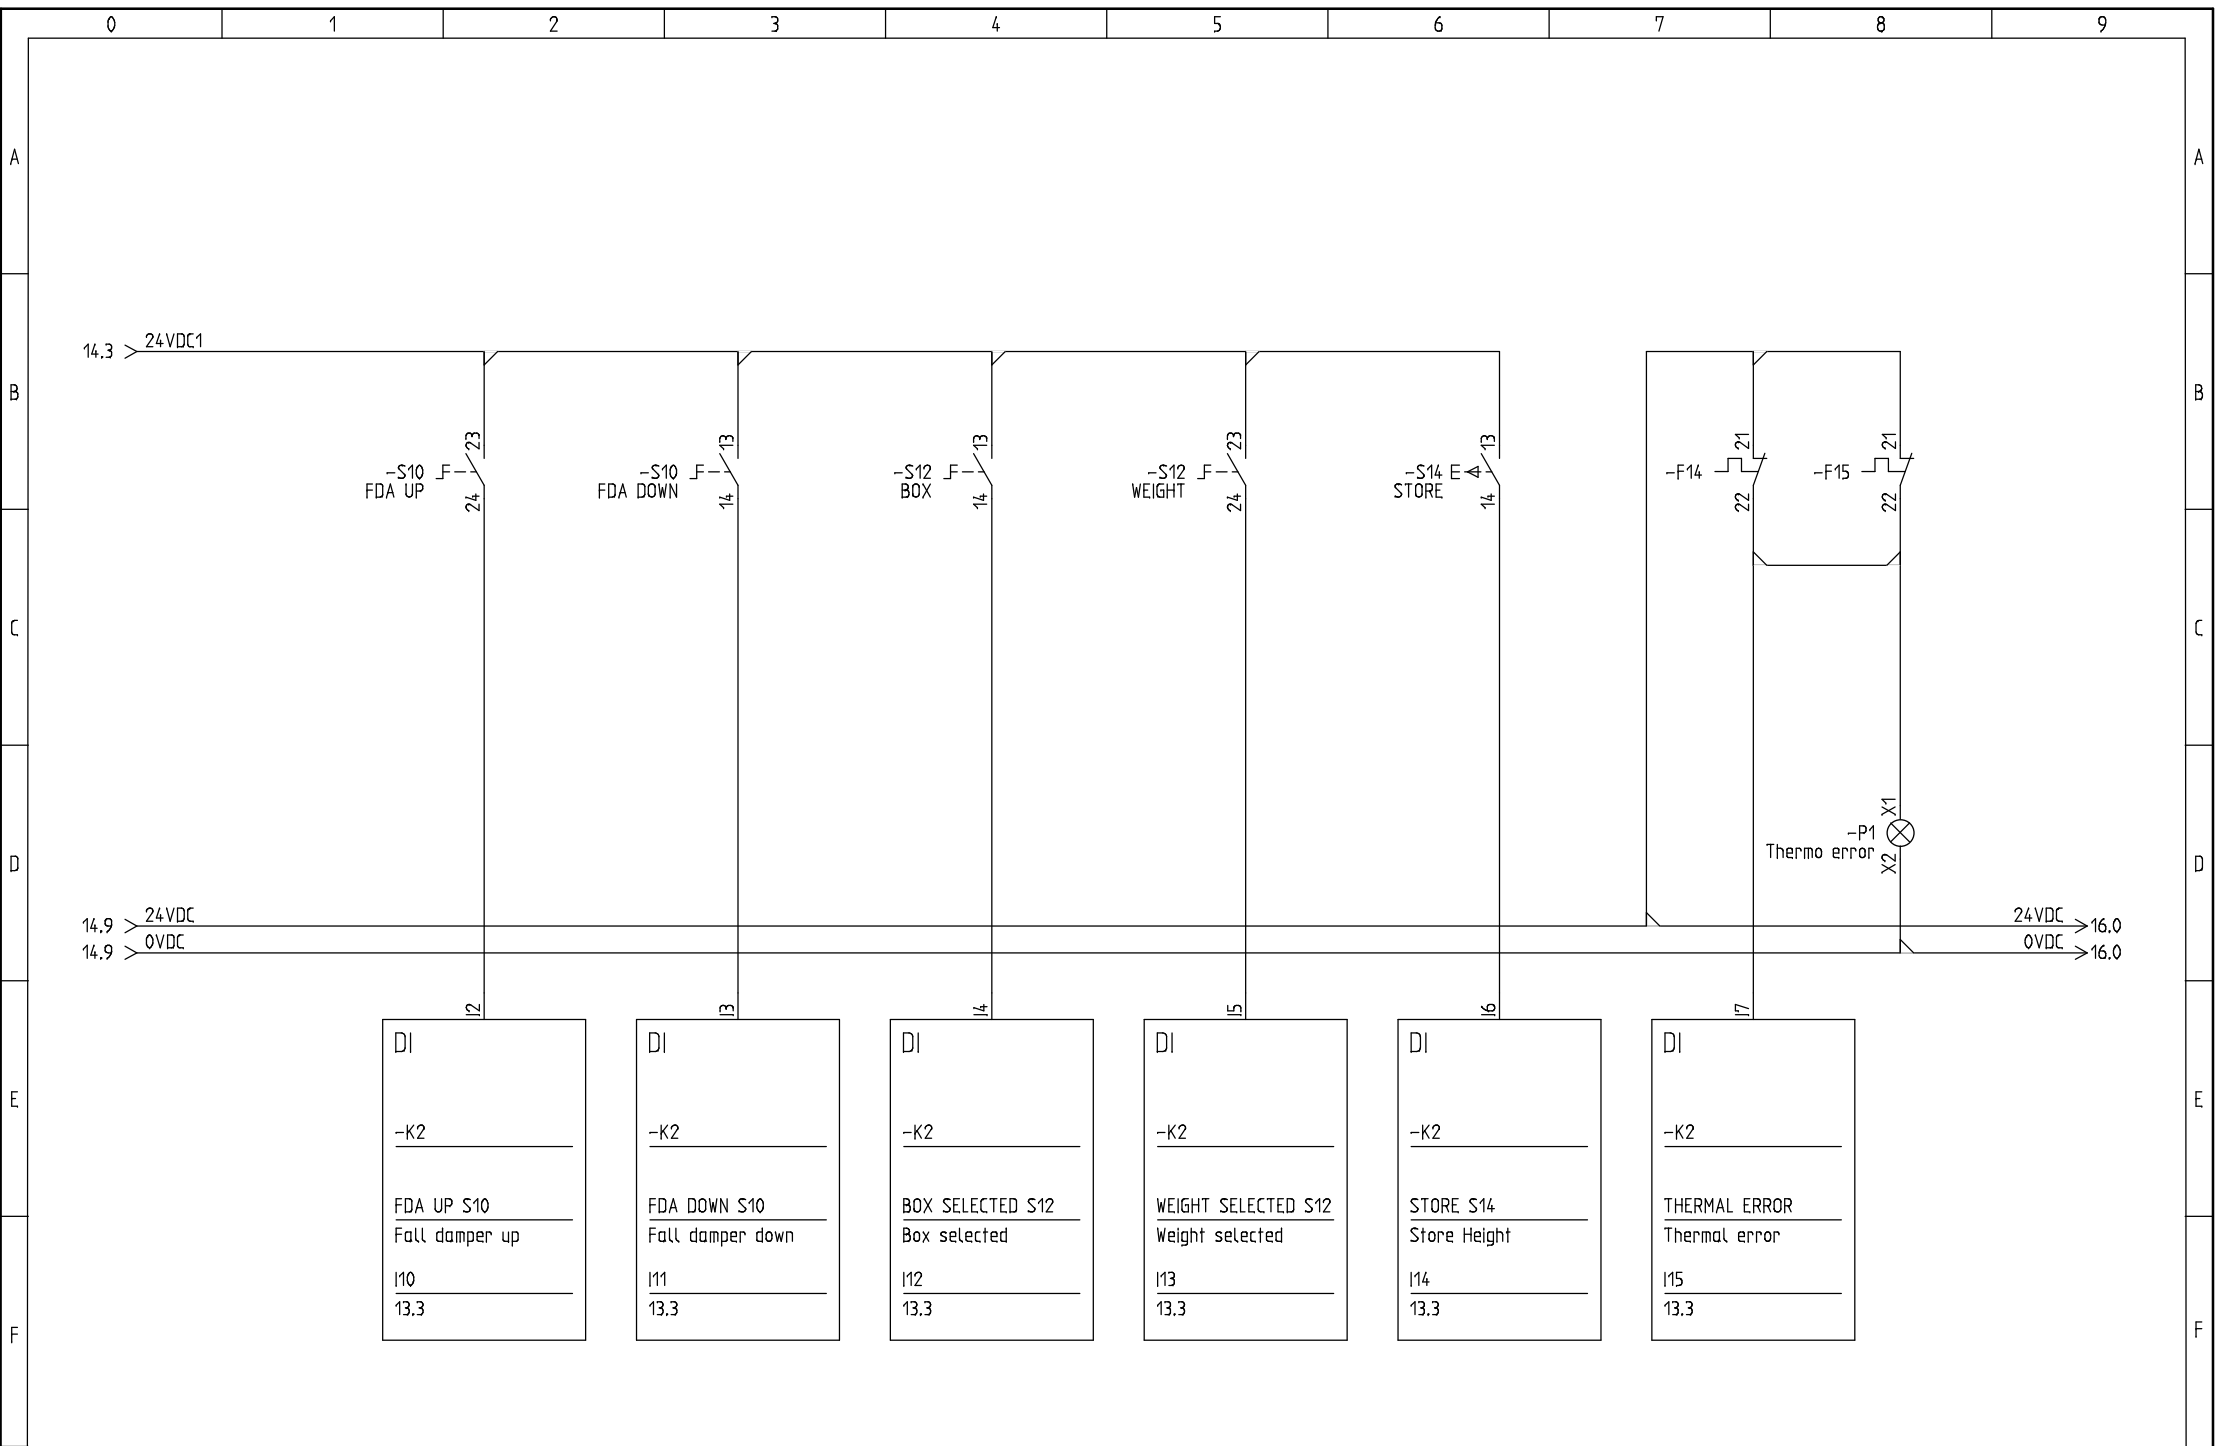 0 1 2 3 4 5 6 7 8 9
A A
14.3 24VDC1
B B
23 13 13 23 13 21 21
-S10 -S10 -S12 -S12 -S14 -F14 -F15
FDA UP FDA DOWN BOX WEIGHT STORE
24 14 14 24 14 22 22
C C
X1
-P1
Thermo error
X2
D D
14.9 24VDC 24VDC 16.0
14.9 0VDC 0VDC 16.0
I2 I3 I4 I5 I6 I7
DI DI DI DI DI DI
E E
-K2 -K2 -K2 -K2 -K2 -K2
FDA UP S10 FDA DOWN S10 BOX SELECTED S12 WEIGHT SELECTED S12 STORE S14 THERMAL ERROR
Fall damper up Fall damper down Box selected Weight selected Store Height Thermal error
I10 I11 I12 I13 I14 I15
13.3 13.3 13.3 13.3 13.3 13.3
F F